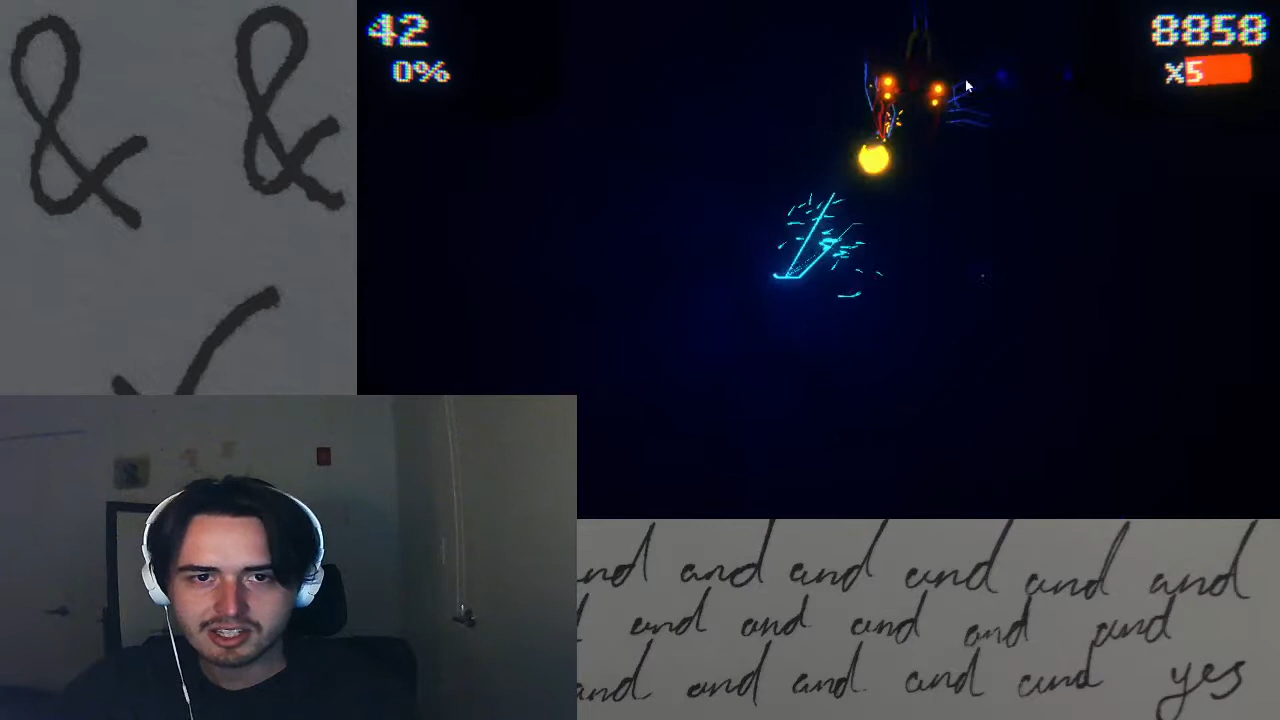 & &
42
0%
8858
x5
and and and and and and
and and and and and
and and and and and yes